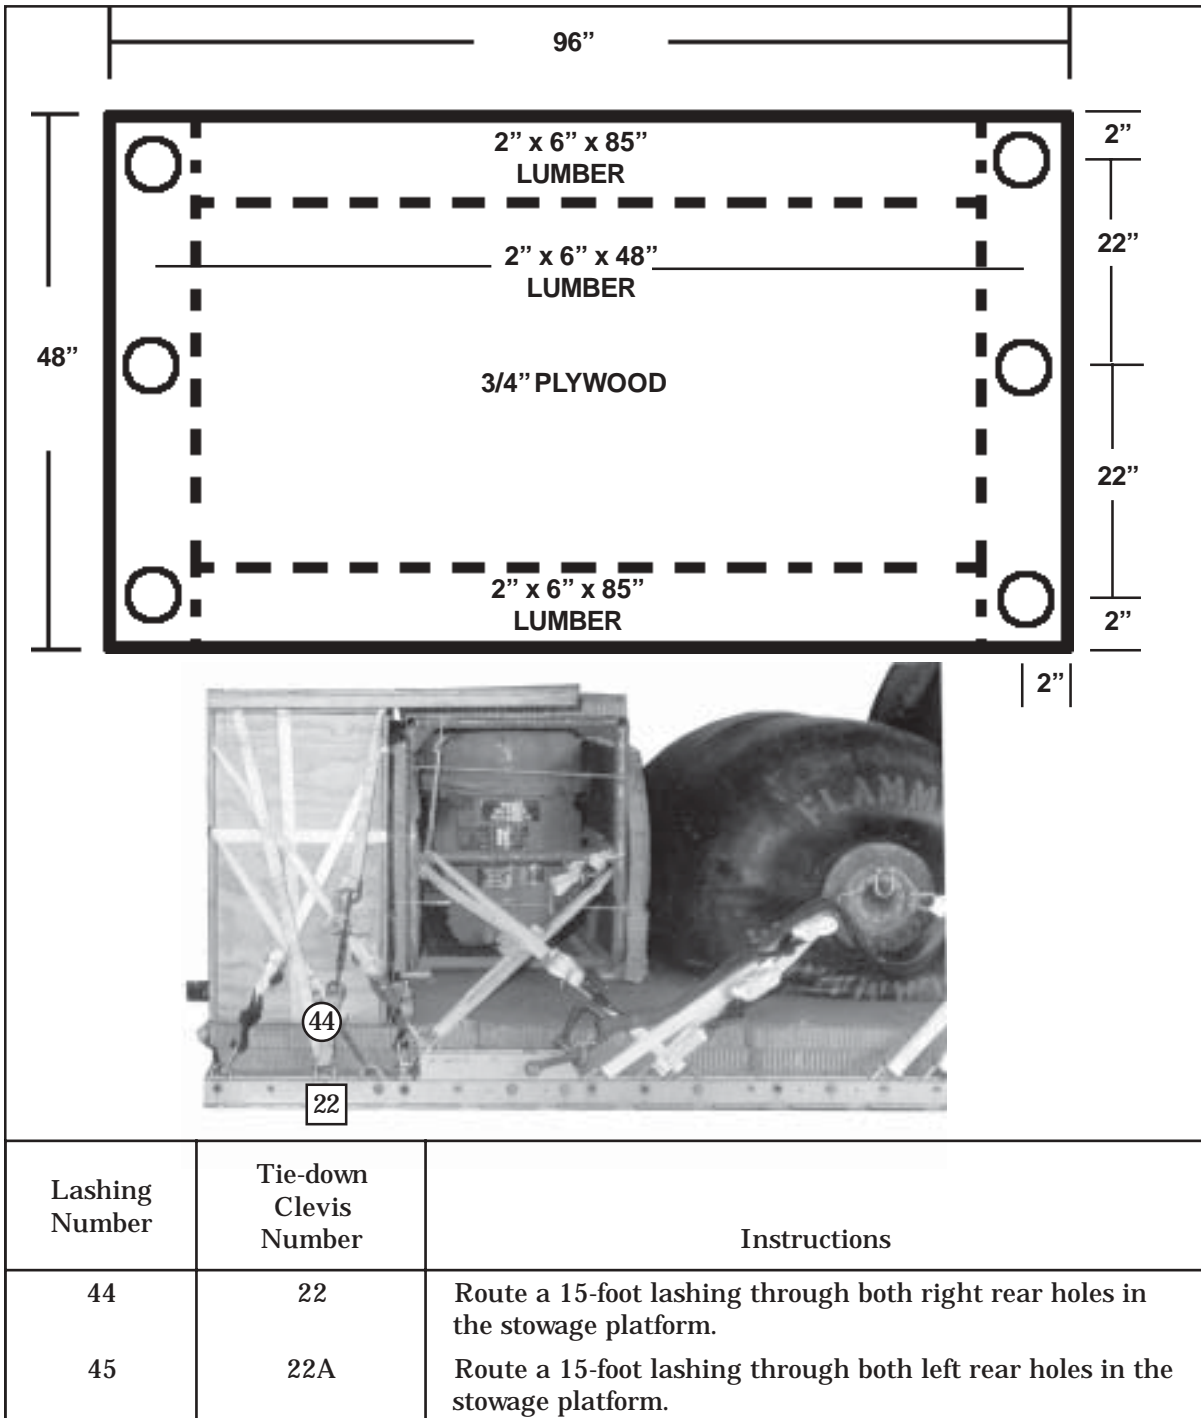 96”
2” x 6” x 85”
LUMBER
2”
22”
2” x 6” x 48”
LUMBER
48”
3/4” PLYWOOD
22”
2” x 6” x 85”
LUMBER
2”
2”
FLAMM
44
22
Lashing
Number
Tie-down
Clevis
Number
Instructions
44
22
Route a 15-foot lashing through both right rear holes in
the stowage platform.
45
22A
Route a 15-foot lashing through both left rear holes in the
stowage platform.